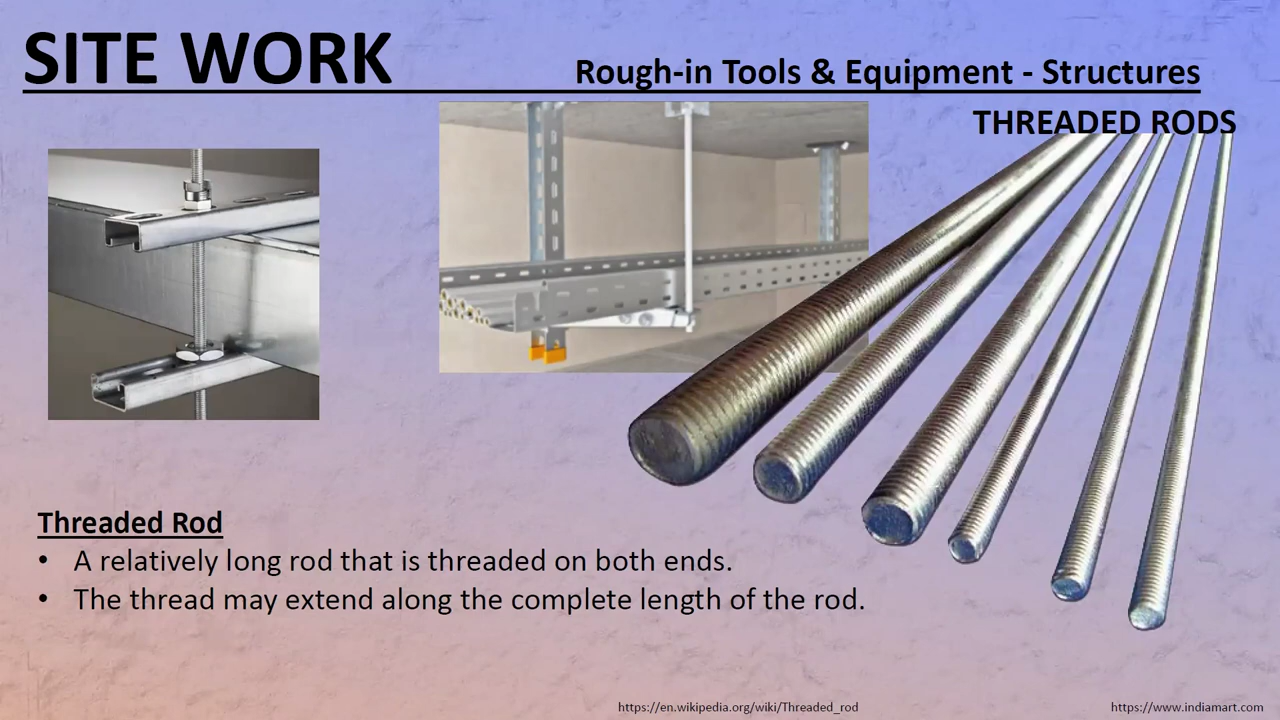 SITE WORK
Rough-in Tools & Equipment - Structures
THREADED RODS
Threaded Rod
• A relatively long rod that is threaded on both ends.
• The thread may extend along the complete length of the rod.
https://en.wikipedia.org/wiki/Threaded_rod
https://www.indiamart.com